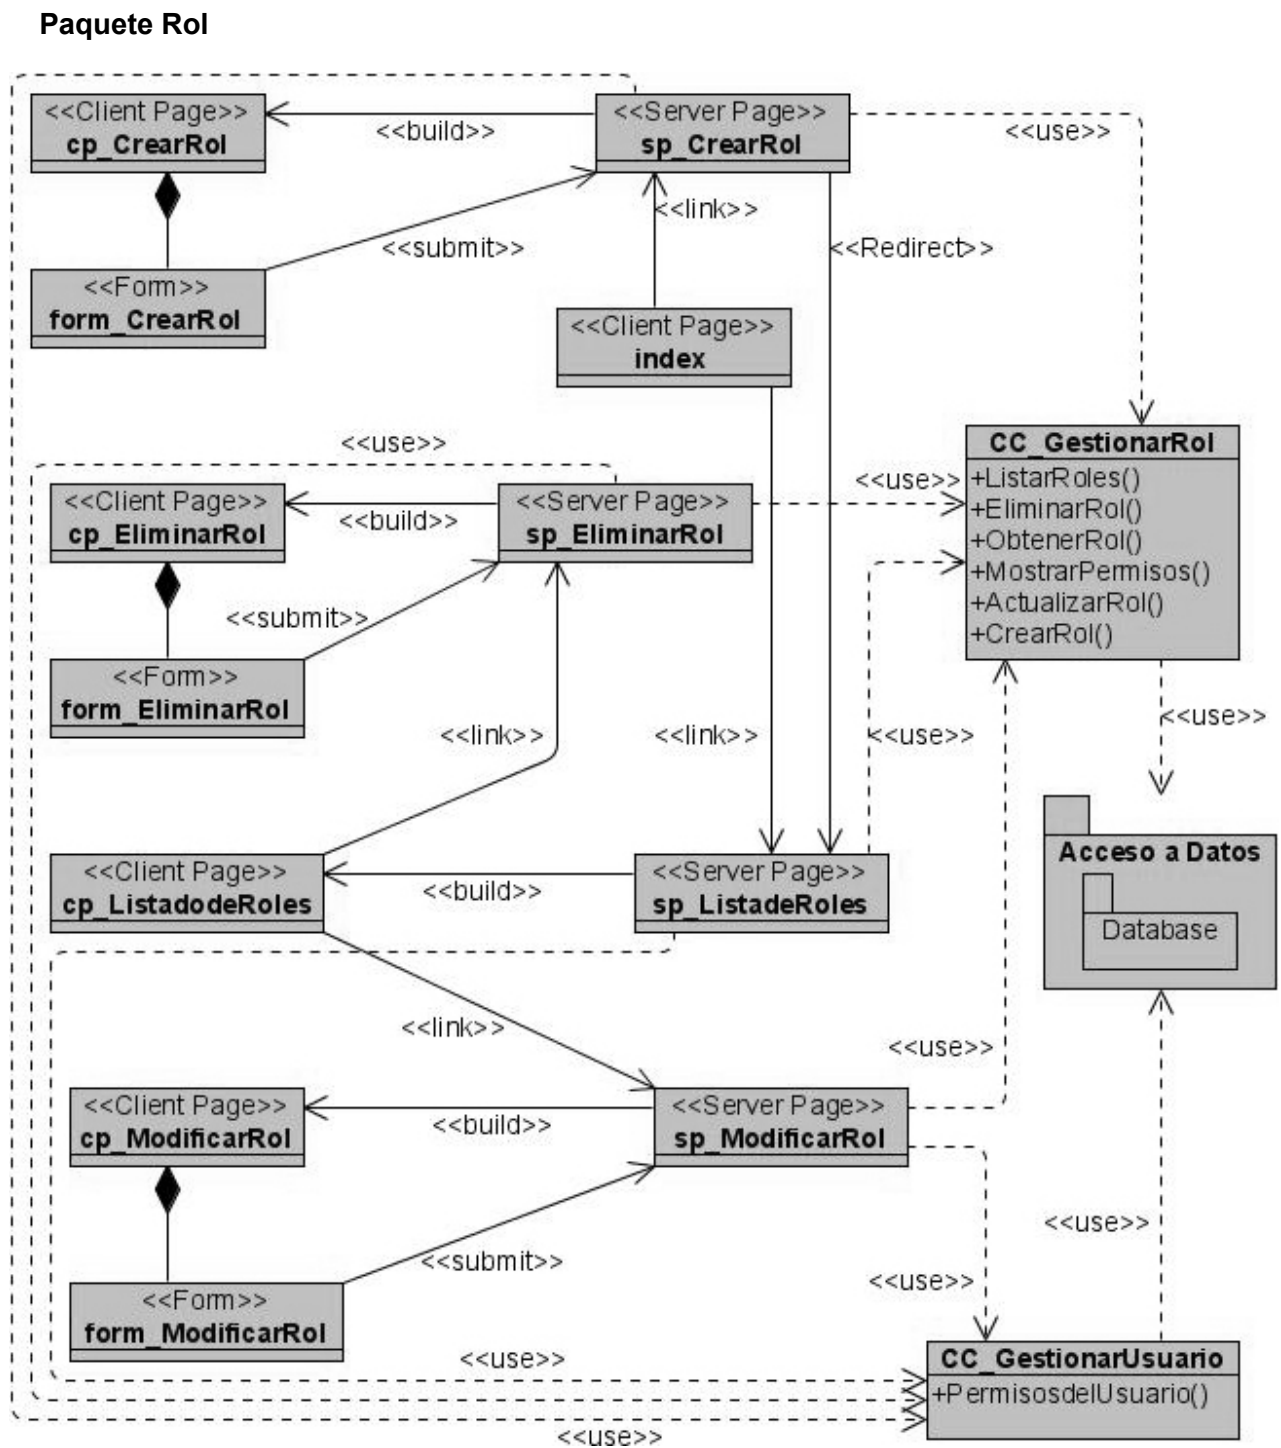 Paquete Rol
<<Client Page>>
cp_CrearRol
<<build>>
<<Server Page>>
sp_CrearRol
<<use>>
<<link>>
<<submit>>
<<Redirect>>
<<Form>>
form_CrearRol
<<Client Page>>
index
<<use>>
CC_GestionarRol
+ListarRoles()
+EliminarRol()
+ObtenerRol()
+MostrarPermisos()
+ActualizarRol()
+CrearRol()
<<use>>
<<Client Page>>
cp_EliminarRol
<<build>>
<<Server Page>>
sp_EliminarRol
<<submit>>
<<Form>>
form_EliminarRol
<<link>>
<<link>>
<<use>>
<<use>>
<<Client Page>>
cp_ListadodeRoles
<<build>>
<<Server Page>>
sp_ListadeRoles
Acceso a Datos
Database
<<link>>
<<use>>
<<Client Page>>
cp_ModificarRol
<<build>>
<<Server Page>>
sp_ModificarRol
<<use>>
<<submit>>
<<use>>
<<Form>>
form_ModificarRol
<<use>>
CC_GestionarUsuario
+PermisosdelUsuario()
<<use>>